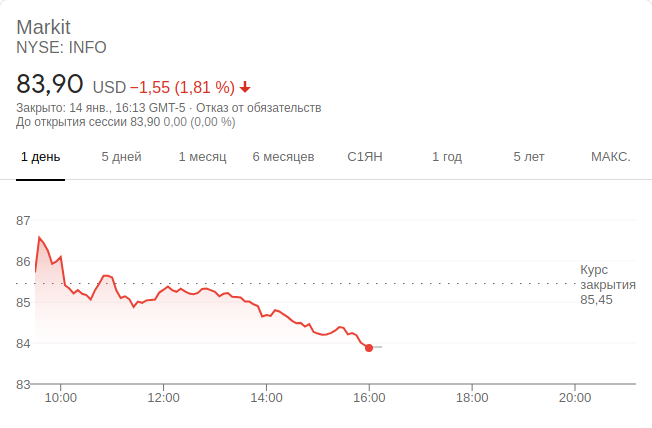 Markit
NYSE: INFO
83,90 USD −1,55 (1,81 %)
Закрыто: 14 янв., 16:13 GMT-5 · Отказ от обязательств
До открытия сессии 83,90 0,00 (0,00 %)
1 день 5 дней 1 месяц 6 месяцев С1ЯН 1 год 5 лет МАКС.
87
86
85
84
83
Курс
закрытия
85,45
10:00 12:00 14:00 16:00 18:00 20:00